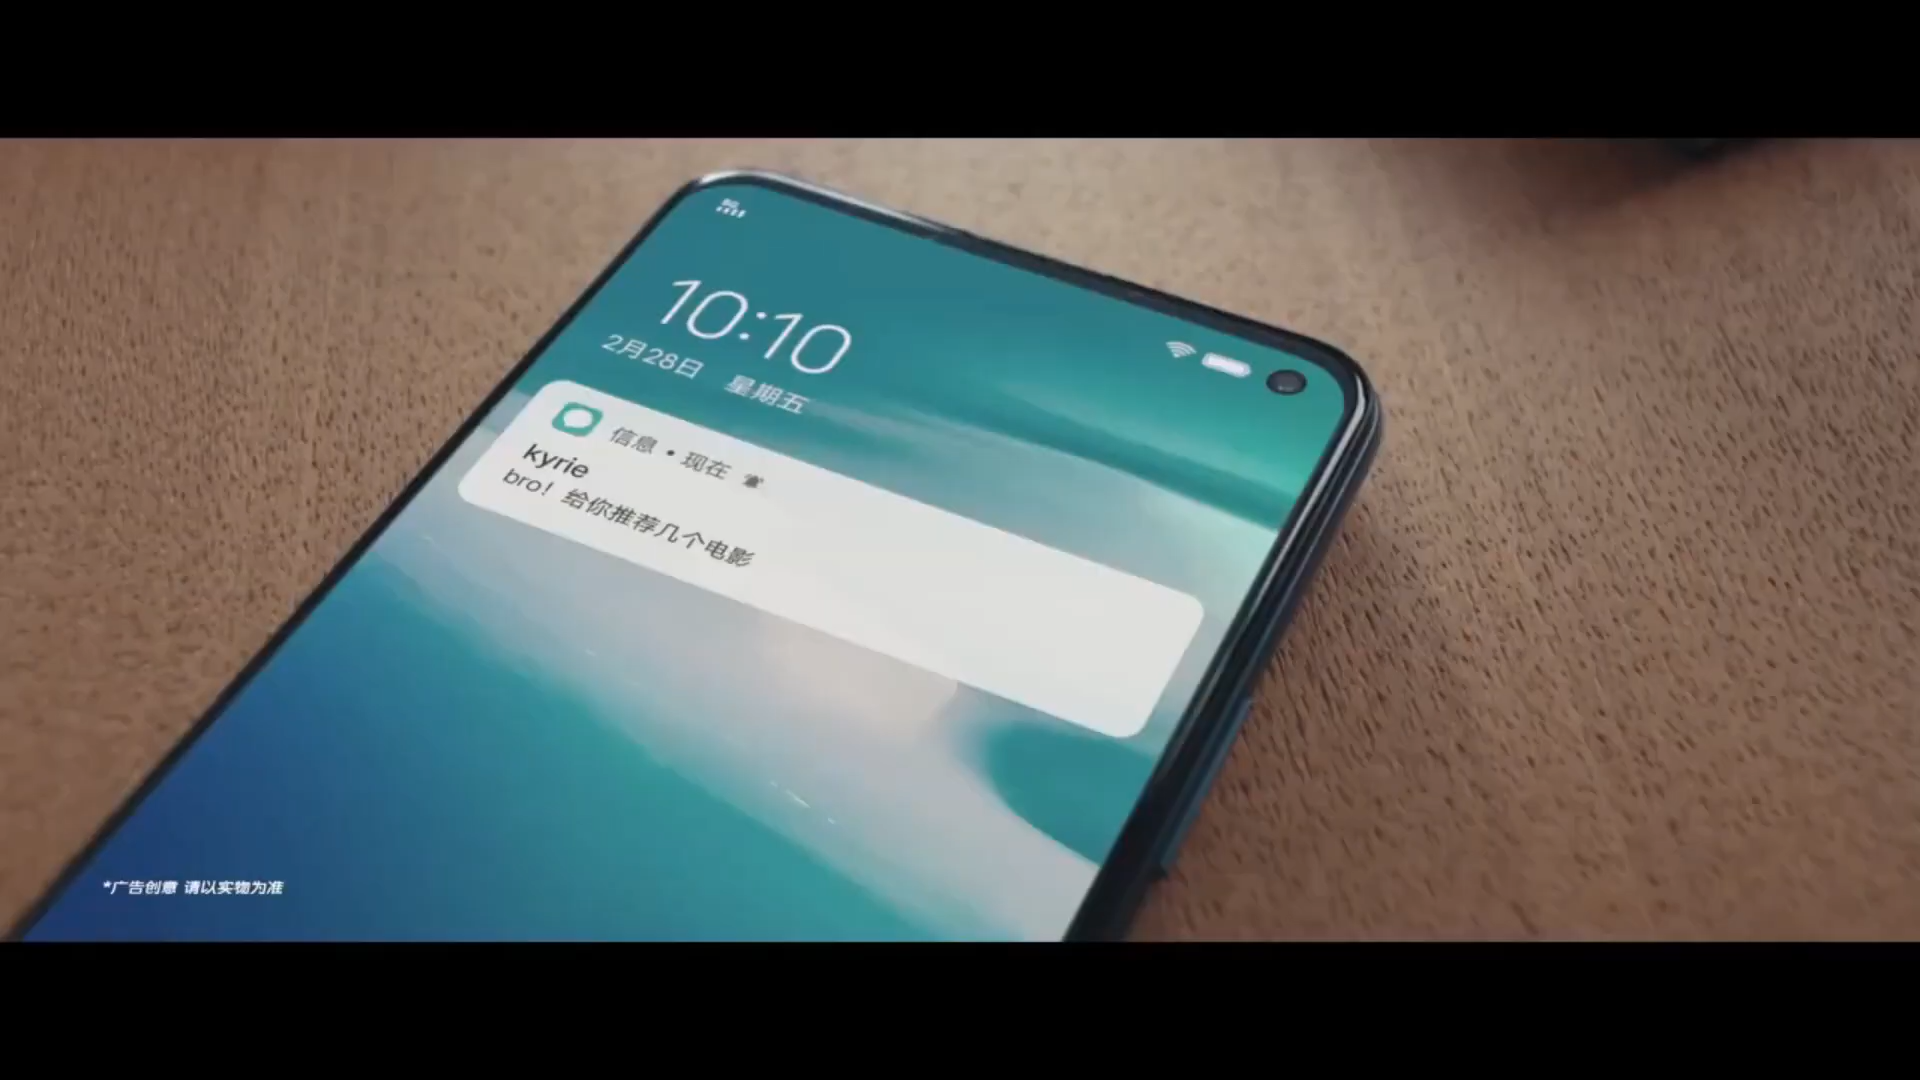 5G
10:10
2月28日 星期五
信息 • 现在
kyrie
bro！给你推荐几个电影
*广告创意 请以实物为准